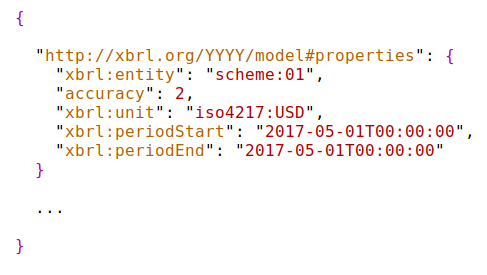 {
"http://xbrl.org/YYYY/model#properties": {
"xbrl:entity": "scheme:01",
"accuracy": 2,
"xbrl:unit": "iso4217:USD",
"xbrl:periodStart": "2017-05-01T00:00:00",
"xbrl:periodEnd": "2017-05-01T00:00:00"
}
...
}